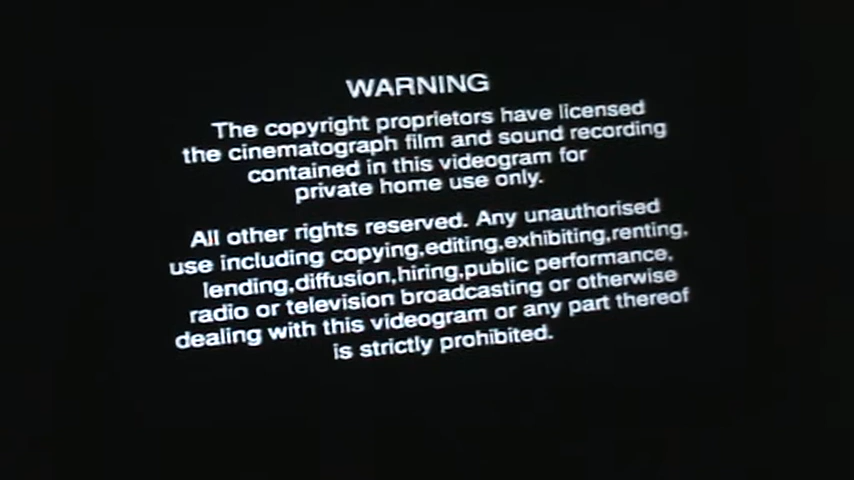 WARNING
The copyright proprietors have licensed
the cinematograph film and sound recording
contained in this videogram for
private home use only.
All other rights reserved. Any unauthorised
use including copying,editing,exhibiting,renting,
lending,diffusion,hiring,public performance,
radio or television broadcasting or otherwise
dealing with this videogram or any part thereof
is strictly prohibited.